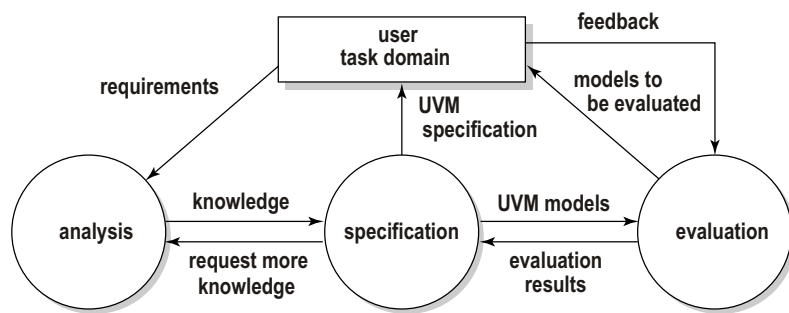 user
task domain
feedback
requirements
models to
be evaluated
UVM
specification
analysis
knowledge
request more
knowledge
specification
UVM models
evaluation
results
evaluation